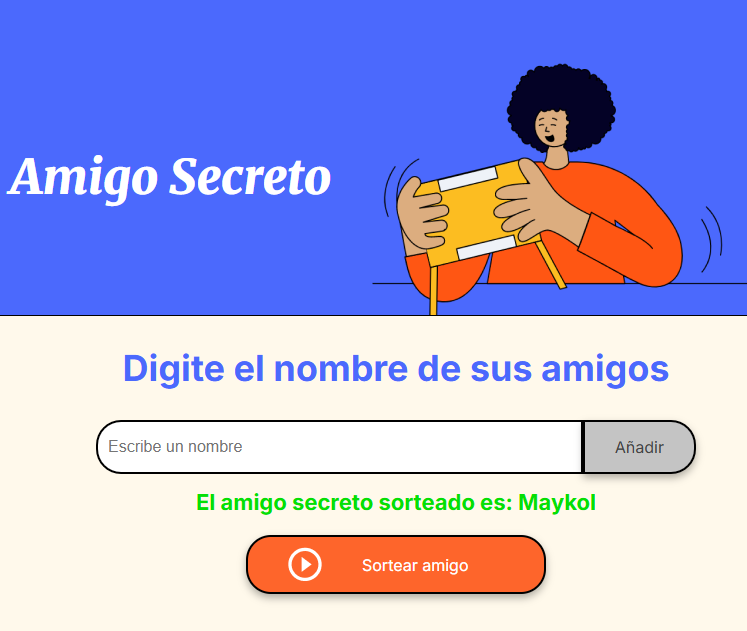 Amigo Secreto
Digite el nombre de sus amigos
Escribe un nombre
Añadir
El amigo secreto sorteado es: Maykol
Sortear amigo